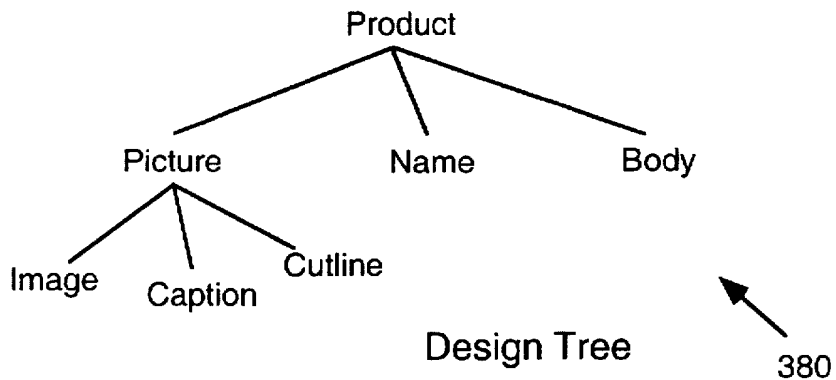 Product
Picture Name Body
Image Caption Cutline
Design Tree
380